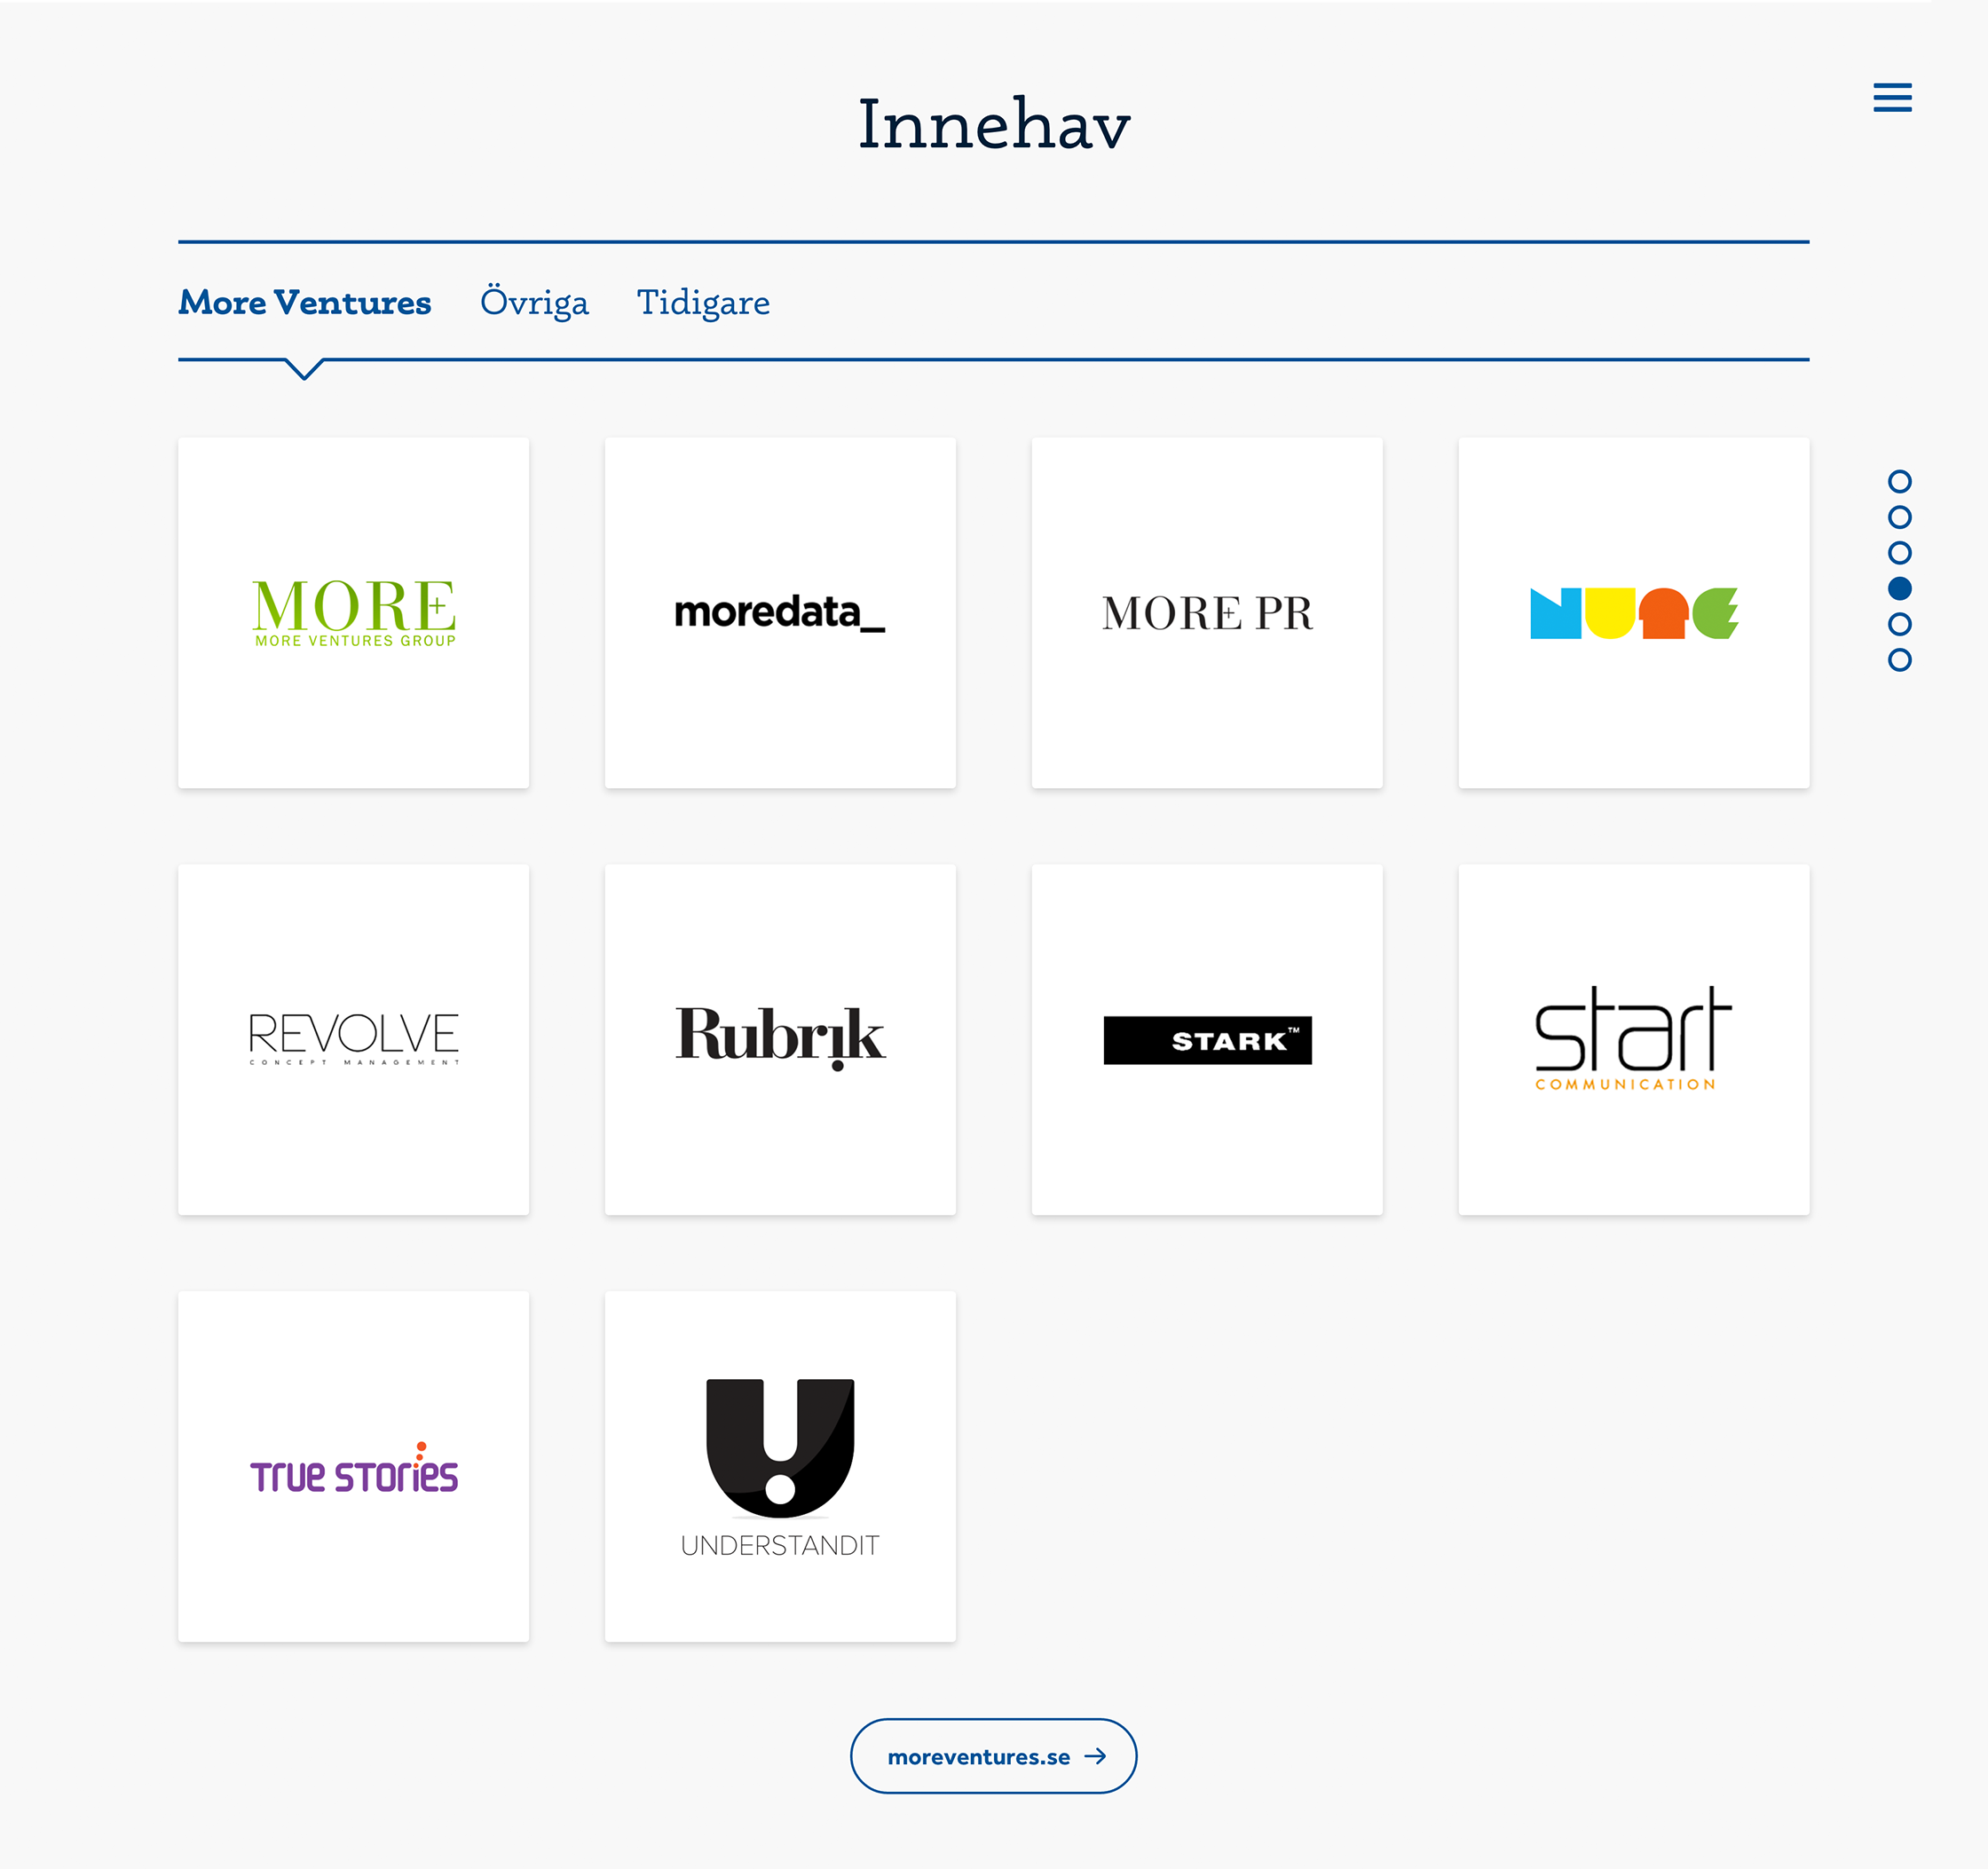 Innehav
More Ventures Övriga Tidigare
MORE
MORE VENTURES GROUP
moredata_
MORE PR
NUNE
REVOLVE
CONCEPT MANAGEMENT
Rubrik
STARK™
start
COMMUNICATION
TRUE STORIES
UNDERSTANDIT
moreventures.se →